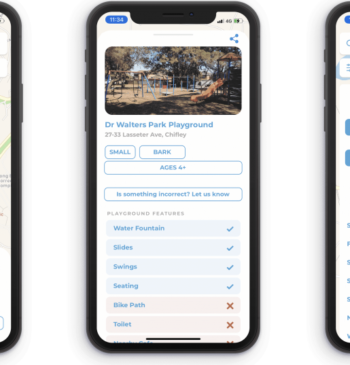 11:34
4G
Dr Walters Park Playground
27-33 Lasseter Ave, Chifley
SMALL
BARK
AGES 4+
Is something incorrect? Let us know
PLAYGROUND FEATURES
Water Fountain
Slides
Swings
Seating
Bike Path
Toilet